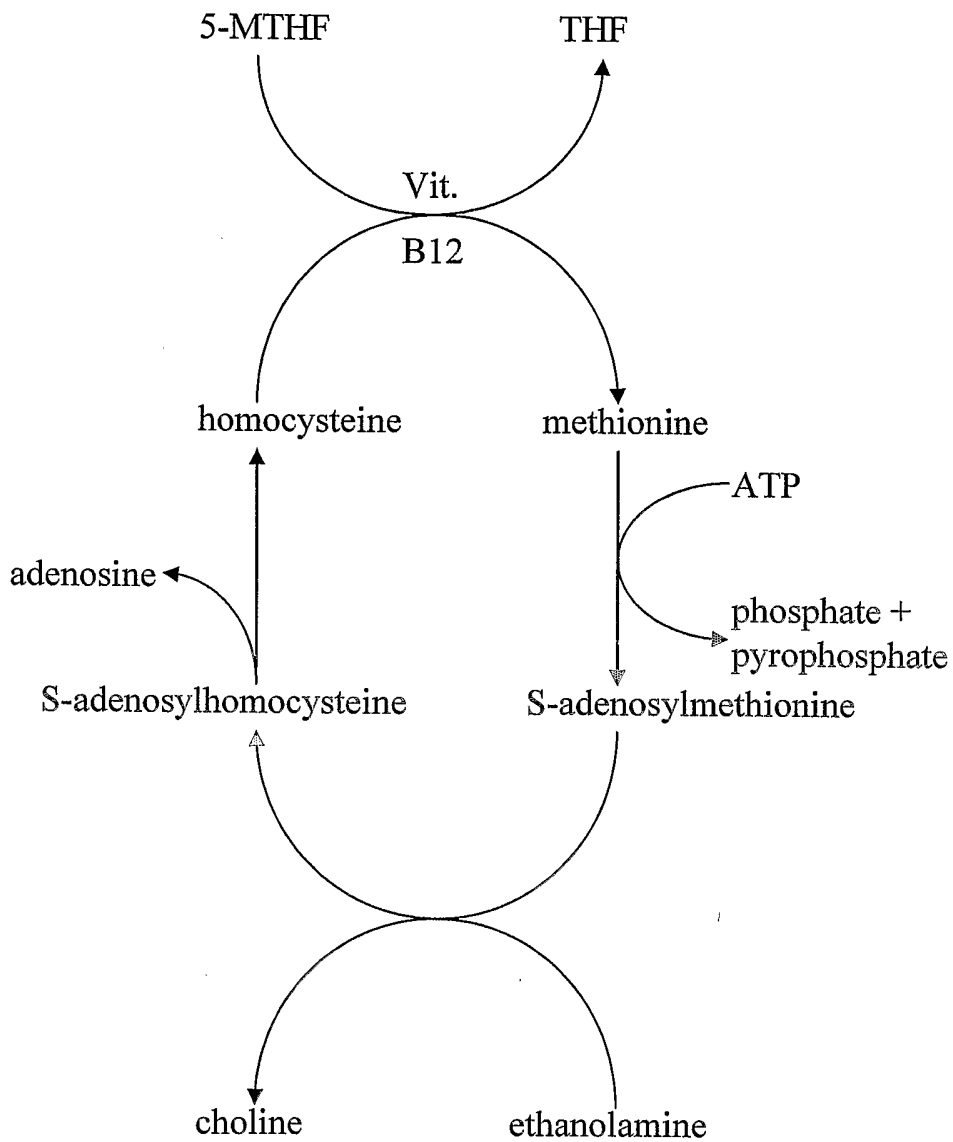 5-MTHF
THF
Vit.
B12
homocysteine
methionine
ATP
adenosine
phosphate +
pyrophosphate
S-adenosylhomocysteine
S-adenosylmethionine
choline
ethanolamine